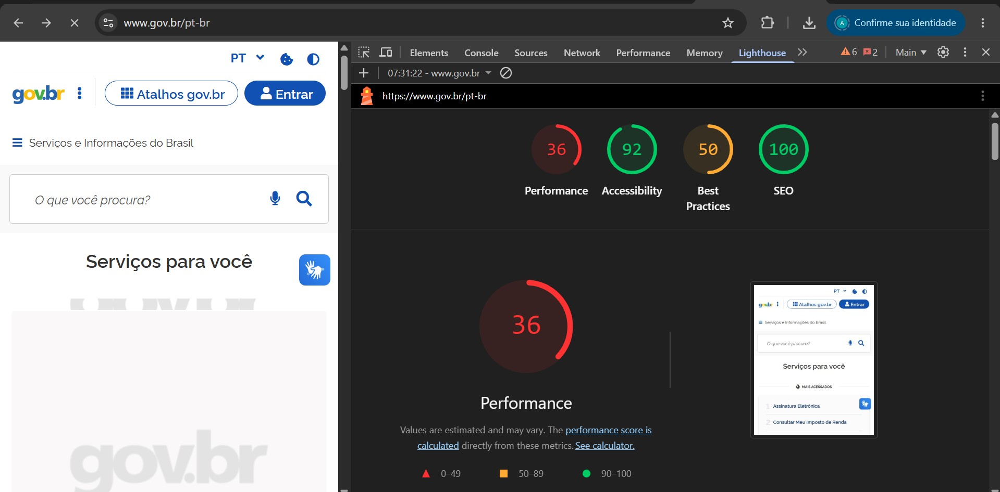 www.gov.br/pt-br
A
Confirme sua identidade
PT
gov.br
Atalhos gov.br
Entrar
Serviços e Informações do Brasil
O que você procura?
Serviços para você
gov.br
gov.br
Elements
Console
Sources
Network
Performance
Memory
Lighthouse
6
2
Main
07:31:22 - www.gov.br
https://www.gov.br/pt-br
36
92
50
100
Performance
Accessibility
Best
Practices
SEO
36
Performance
Values are estimated and may vary. The performance score is
calculated directly from these metrics. See calculator.
0–49
50–89
90–100
PT
gov.br
Atalhos gov.br
Entrar
Serviços e Informações do Brasil
O que você procura?
Serviços para você
MAIS ACESSADOS
1 Assinatura Eletrônica
2 Consultar Meu Imposto de Renda